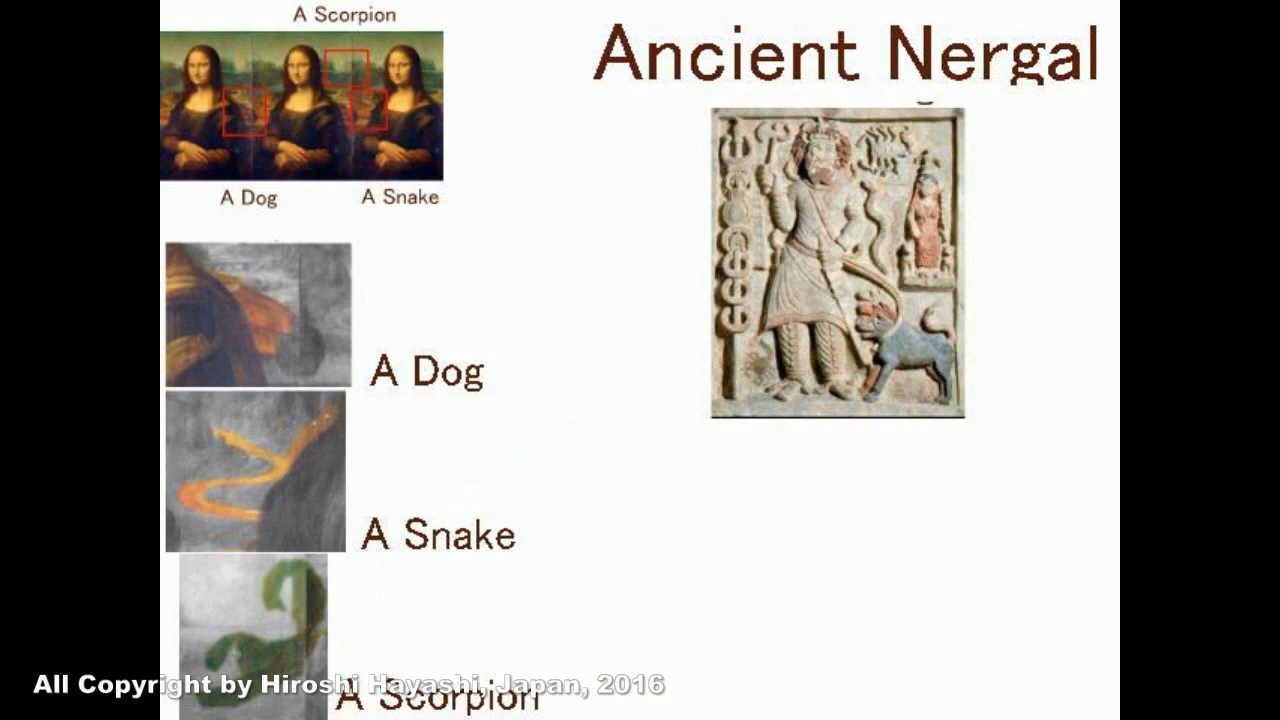 A Scorpion
Ancient Nergal
A Dog
A Snake
A Dog
A Snake
A Scorpion
All Copyright by Hiroshi Hayashi, Japan, 2016